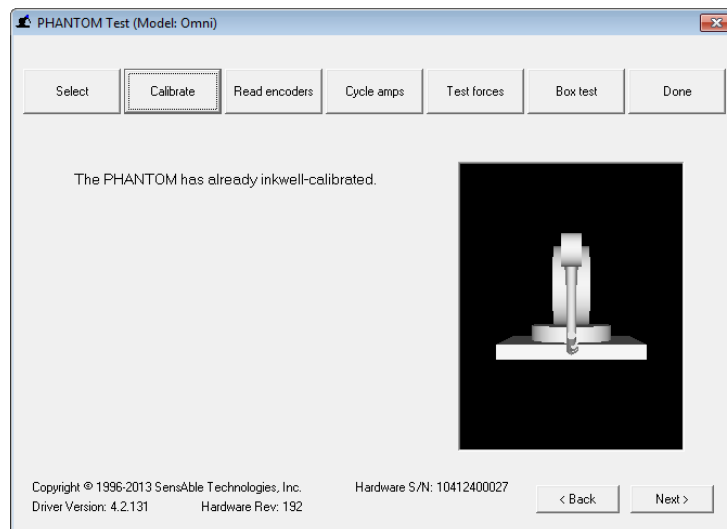 PHANTOM Test (Model: Omni)
Select Calibrate Read encoders Cycle amps Test forces Box test Done
The PHANTOM has already inkwell-calibrated.
Copyright © 1996-2013 SensAble Technologies, Inc. Hardware S/N: 10412400027
Driver Version: 4.2.131 Hardware Rev: 192
< Back Next >